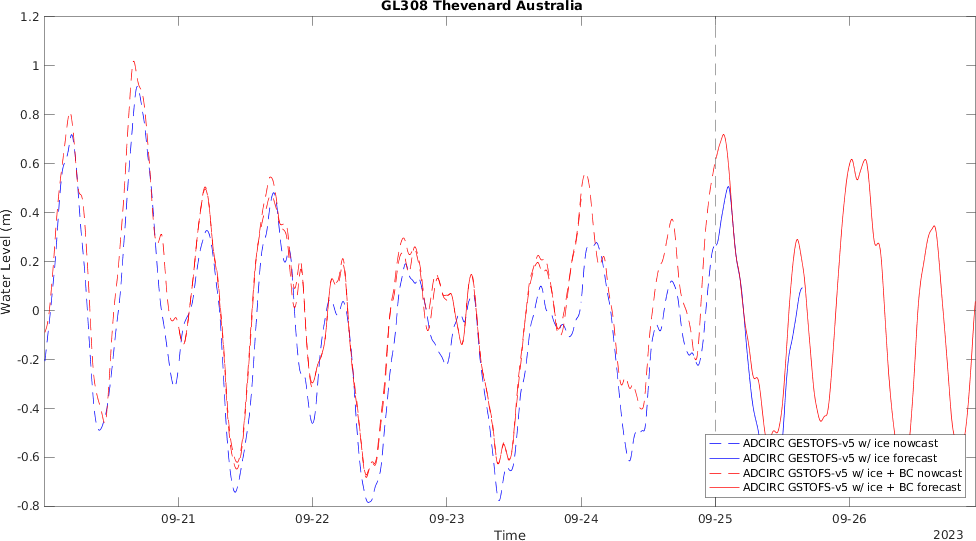 GL308 Thevenard Australia
1.2
1
0.8
0.6
0.4
0.2
0
-0.2
-0.4
-0.6
-0.8
Water Level (m)
09-21 09-22 09-23 09-24 09-25 09-26
Time
2023
ADCIRC GESTOFS-v5 w/ ice nowcast
ADCIRC GESTOFS-v5 w/ ice forecast
ADCIRC GSTOFS-v5 w/ ice + BC nowcast
ADCIRC GSTOFS-v5 w/ ice + BC forecast